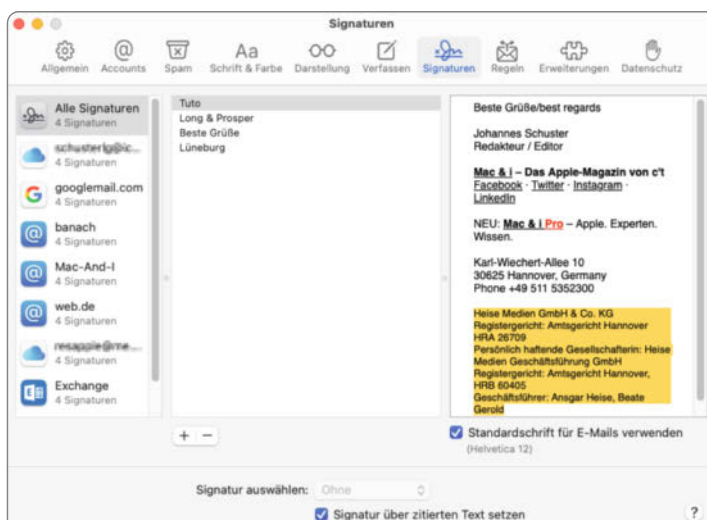 Signaturen
Allgemein Accounts Spam Schrift & Farbe Darstellung Verfassen Signaturen Regeln Erweiterungen Datenschutz
Alle Signaturen
4 Signaturen
4 Signaturen
googlemail.com
4 Signaturen
banach
4 Signaturen
Mac-And-I
4 Signaturen
web.de
4 Signaturen
4 Signaturen
Exchange
4 Signaturen
Tuto
Long & Prosper
Beste Grüße
Lüneburg
Beste Grüße/best regards
Johannes Schuster
Redakteur / Editor
Mac & i – Das Apple-Magazin von c't
Facebook · Twitter · Instagram ·
LinkedIn
NEU: Mac & i Pro – Apple. Experten.
Wissen.
Karl-Wiechert-Allee 10
30625 Hannover, Germany
Phone +49 511 5352300
Heise Medien GmbH & Co. KG
Registergericht: Amtsgericht Hannover
HRA 26709
Persönlich haftende Gesellschafterin: Heise
Medien Geschäftsführung GmbH
Registergericht: Amtsgericht Hannover,
HRB 60405
Geschäftsführer: Ansgar Heise, Beate
Gerold
+ −
Standardschrift für E-Mails verwenden
(Helvetica 12)
Signatur auswählen: Ohne
Signatur über zitierten Text setzen
?